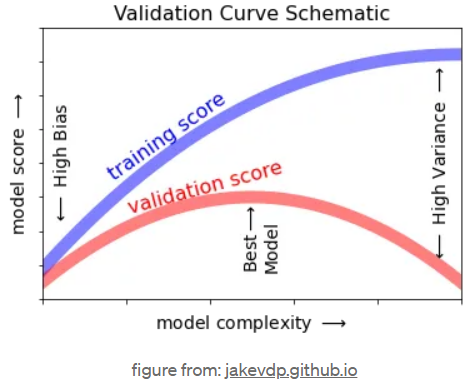 Validation Curve Schematic
model score →
← High Bias →
training score
validation score
Best →
Model
← High Variance →
model complexity →
figure from: jakevdp.github.io